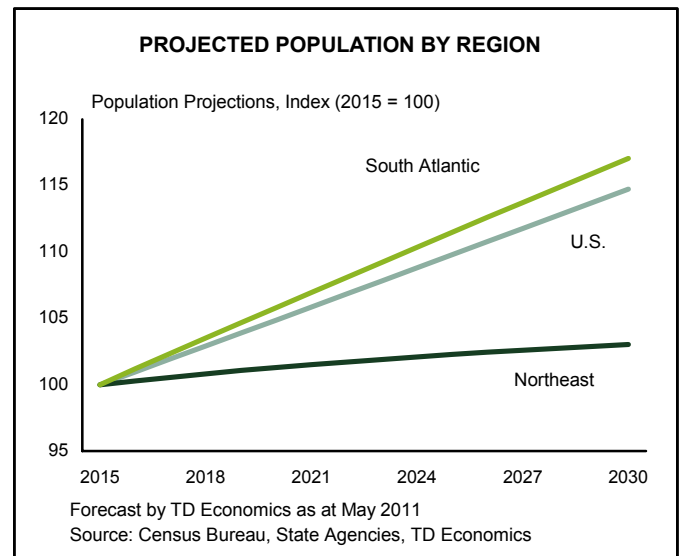 PROJECTED POPULATION BY REGION
Population Projections, Index (2015 = 100)
120
115
110
105
100
95
South Atlantic
U.S.
Northeast
2015 2018 2021 2024 2027 2030
Forecast by TD Economics as at May 2011
Source: Census Bureau, State Agencies, TD Economics